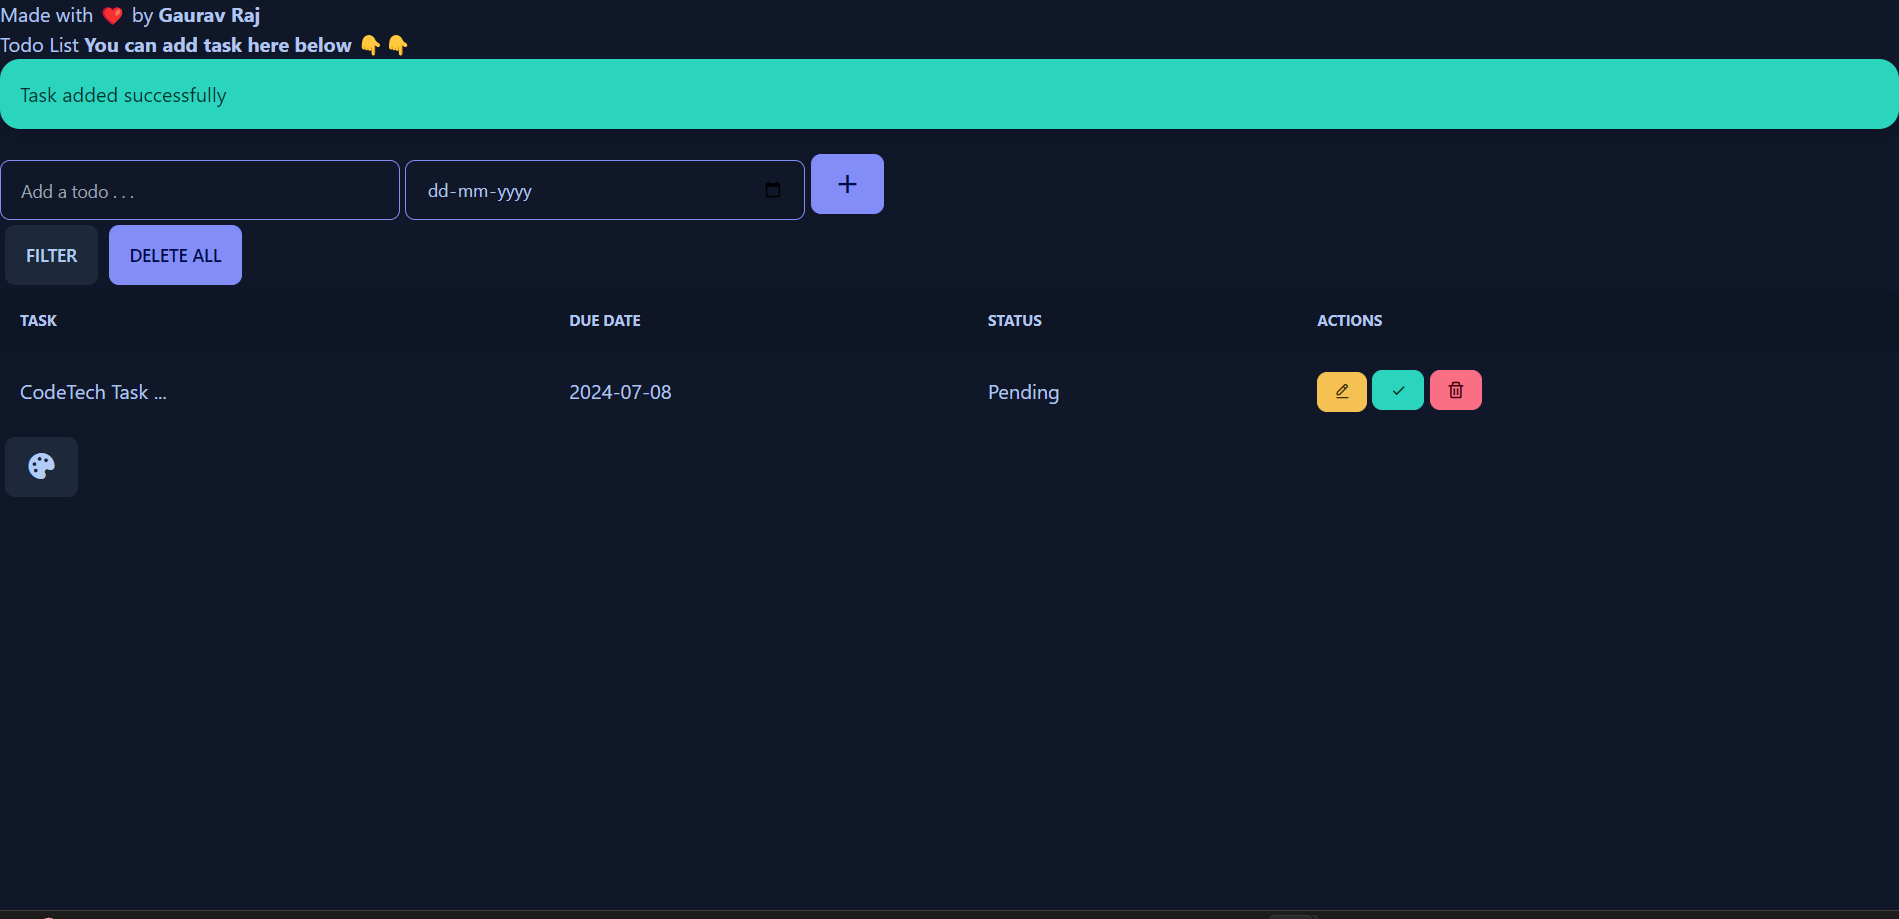 Made with ❤️ by Gaurav Raj
Todo List You can add task here below 👇👇
Task added successfully
Add a todo . . .
dd-mm-yyyy
+
FILTER DELETE ALL
TASK DUE DATE STATUS ACTIONS
CodeTech Task ... 2024-07-08 Pending